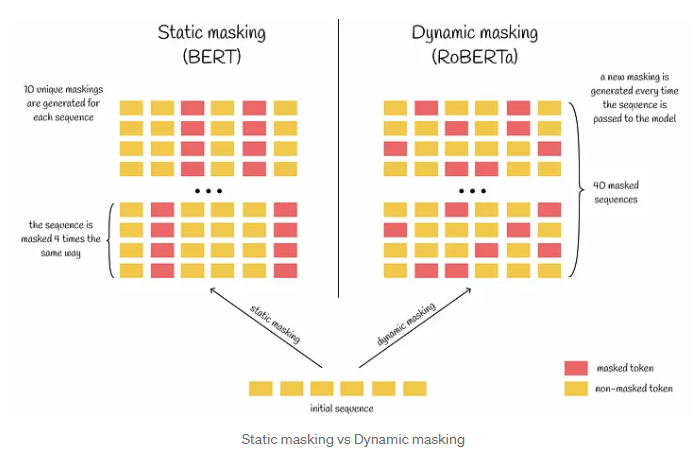 Static masking
(BERT)
Dynamic masking
(RoBERTa)
10 unique maskings
are generated for
each sequence
a new masking is
generated every time
the sequence is
passed to the model
...
...
40 masked
sequences
the sequence is
masked 4 times the
same way
static masking
dynamic masking
masked token
non-masked token
initial sequence
Static masking vs Dynamic masking